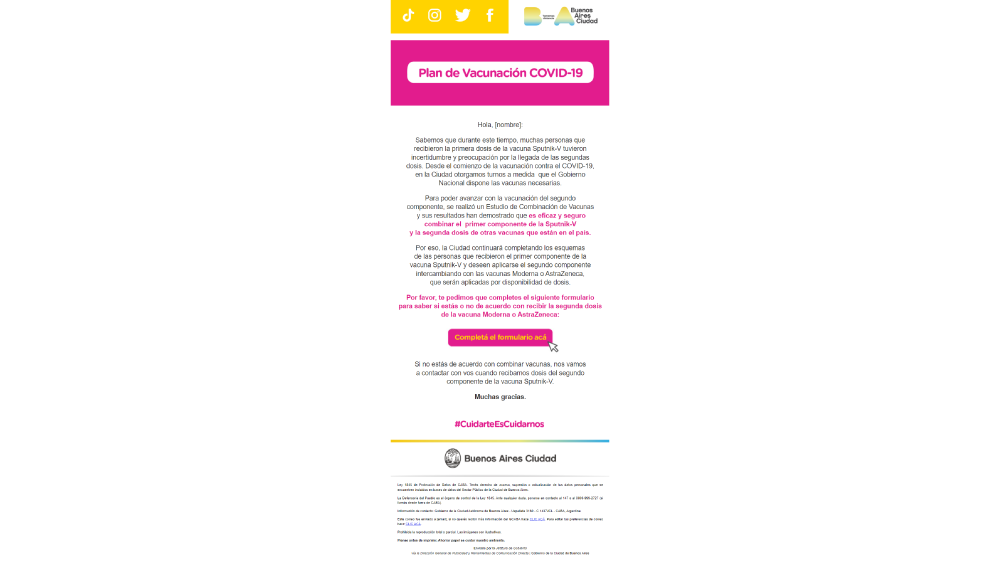 Buenos
Aires
Ciudad
Plan de Vacunación COVID-19
Hola, [nombre]:
Sabemos que durante este tiempo, muchas personas que
recibieron la primera dosis de la vacuna Sputnik-V tuvieron
incertidumbre y preocupación por la llegada de las segundas
dosis. Desde el comienzo de la vacunación contra el COVID-19,
en la Ciudad otorgamos turnos a medida que el Gobierno
Nacional dispone las vacunas necesarias.
Para poder avanzar con la vacunación del segundo
componente, se realizó un Estudio de Combinación de Vacunas
y sus resultados han demostrado que es eficaz y seguro
combinar el primer componente de la Sputnik-V
y la segunda dosis de otras vacunas que están en el país.
Por eso, la Ciudad continuará completando los esquemas
de las personas que recibieron el primer componente de la
vacuna Sputnik-V y deseen aplicarse el segundo componente
intercambiando con las vacunas Moderna o AstraZeneca,
que serán aplicadas por disponibilidad de dosis.
Por favor, te pedimos que completes el siguiente formulario
para saber si estás o no de acuerdo con recibir la segunda dosis
de la vacuna Moderna o AstraZeneca:
Completá el formulario acá
Si no estás de acuerdo con combinar vacunas, nos vamos
a contactar con vos cuando recibamos dosis del segundo
componente de la vacuna Sputnik-V.
Muchas gracias.
#CuidarteEsCuidarnos
Buenos Aires Ciudad